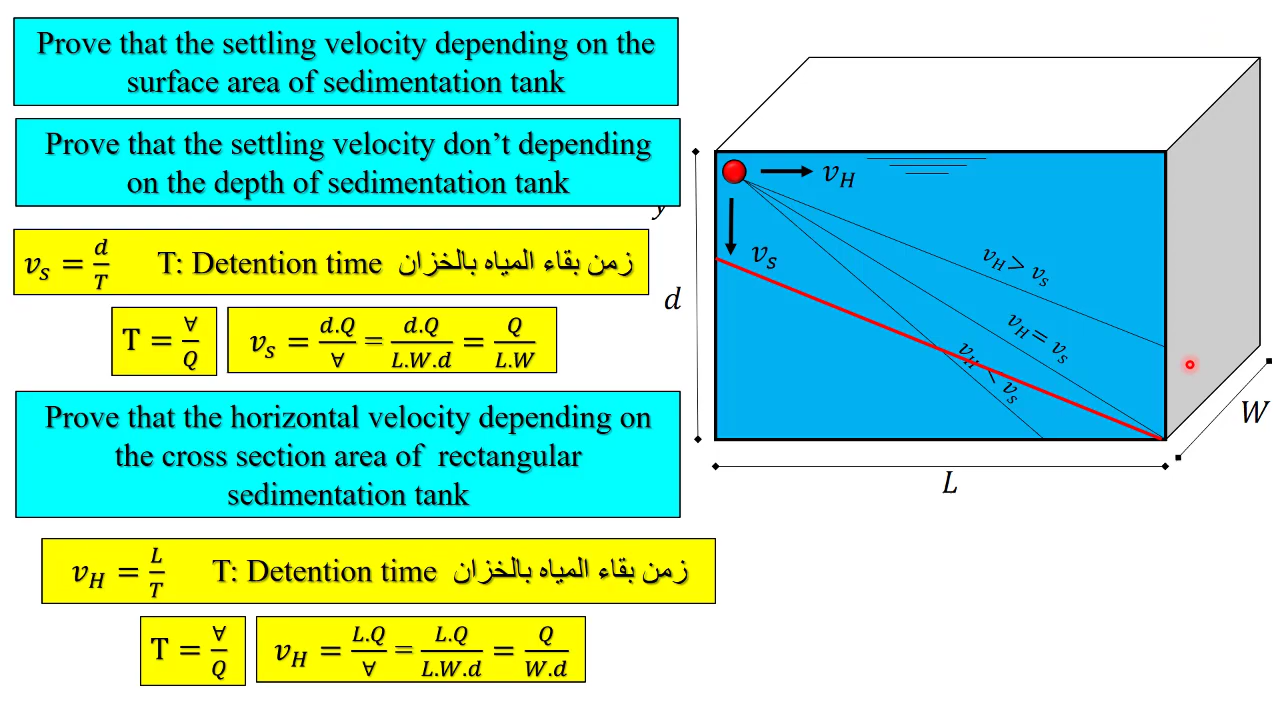 Prove that the settling velocity depending on the
surface area of sedimentation tank
Prove that the settling velocity don't depending
on the depth of sedimentation tank
v_s = d/T T: Detention time زمن بقاء المياه بالخزان
T = ∀/Q v_s = d.Q/∀ = d.Q/L.W.d = Q/L.W
Prove that the horizontal velocity depending on
the cross section area of rectangular
sedimentation tank
v_H = L/T T: Detention time زمن بقاء المياه بالخزان
T = ∀/Q v_H = L.Q/∀ = L.Q/L.W.d = Q/W.d
v_H
v_s
y
d
v_H > v_s
v_H = v_s
v_H < v_s
W
L